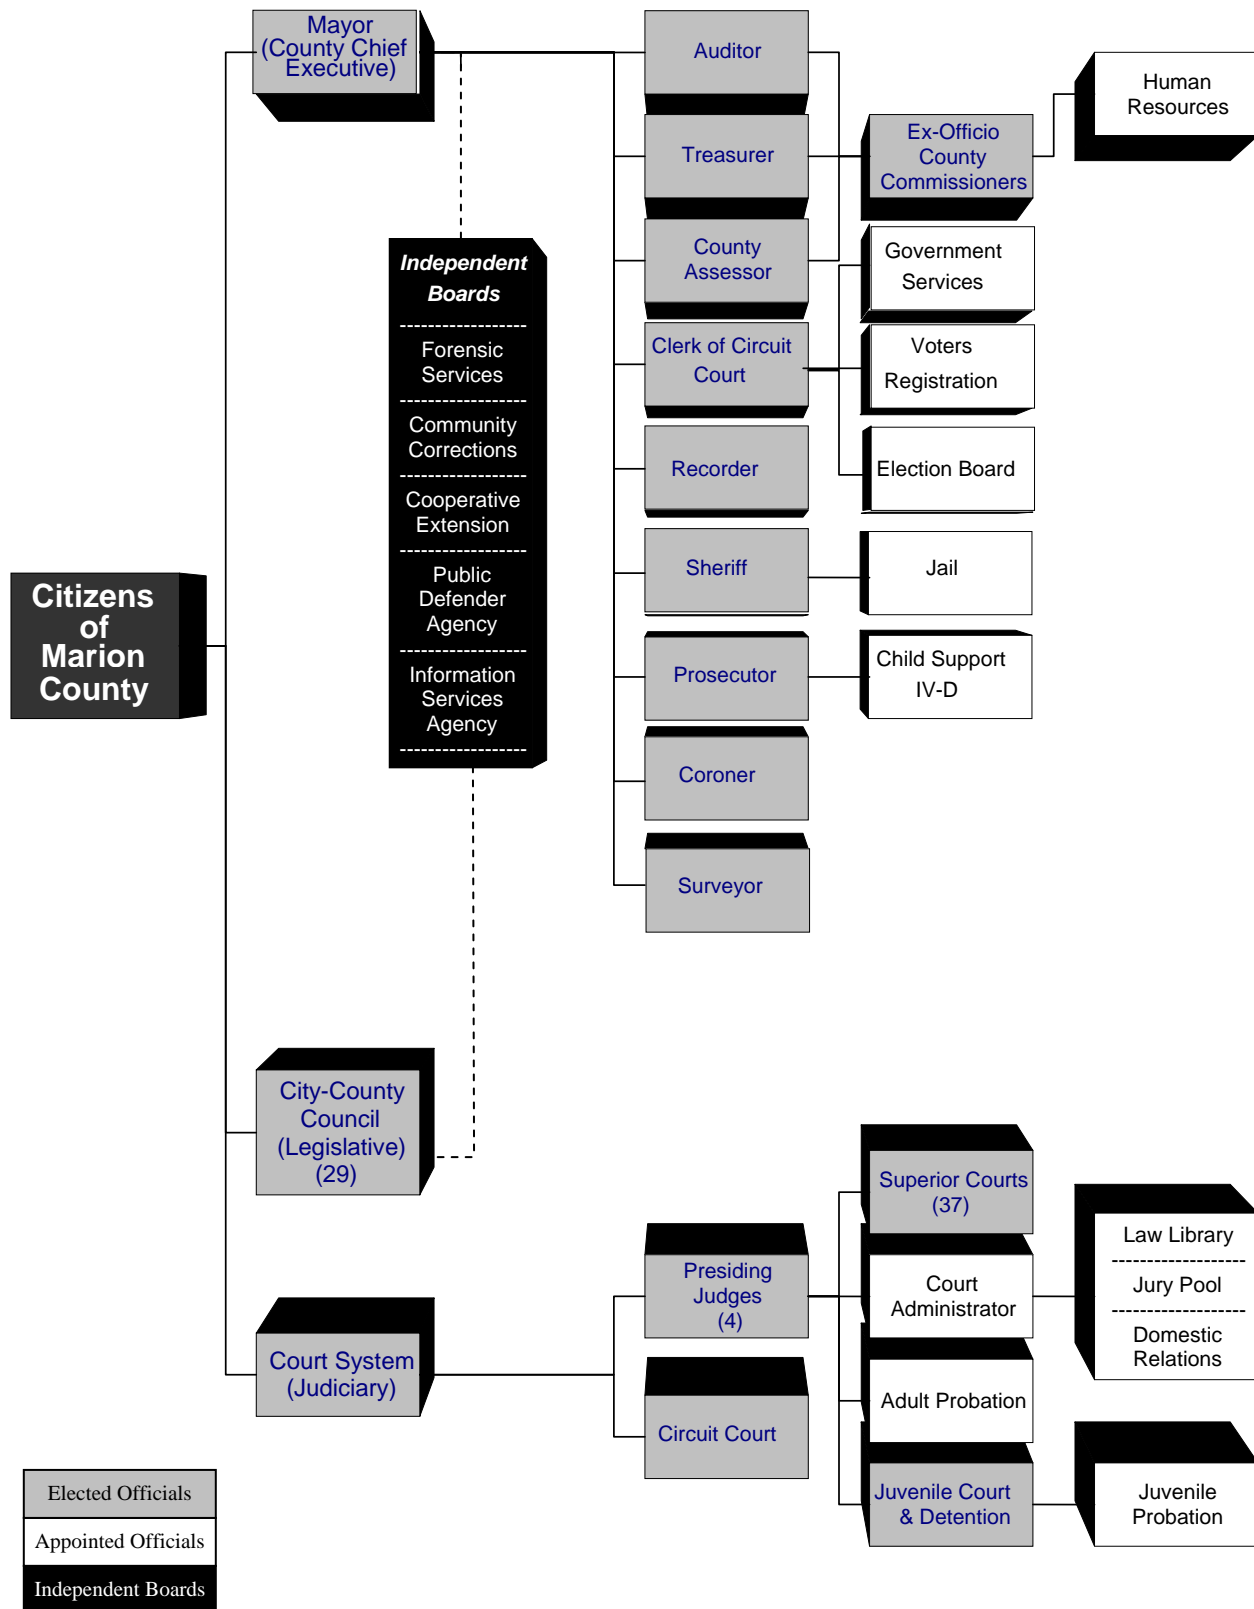 Mayor
(County Chief
Executive)
Auditor
Human
Resources
Treasurer
Ex-Officio
County
Commissioners
Independent
Boards
--------------------
Forensic
Services
--------------------
Community
Corrections
--------------------
Cooperative
Extension
--------------------
Public
Defender
Agency
--------------------
Information
Services
Agency
--------------------
County
Assessor
Government
Services
Clerk of Circuit
Court
Voters
Registration
Recorder
Election Board
Sheriff
Jail
Prosecutor
Child Support
IV-D
Coroner
Surveyor
Citizens
of
Marion
County
City-County
Council
(Legislative)
(29)
Superior Courts
(37)
Presiding
Judges
(4)
Court
Administrator
Law Library
---------------------
Jury Pool
---------------------
Domestic
Relations
Court System
(Judiciary)
Circuit Court
Adult Probation
Juvenile Court
& Detention
Juvenile
Probation
Elected Officials
Appointed Officials
Independent Boards